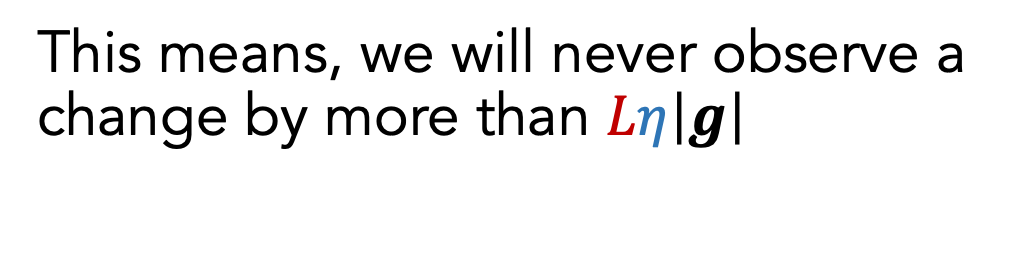 This means, we will never observe a
change by more than Lη|g|